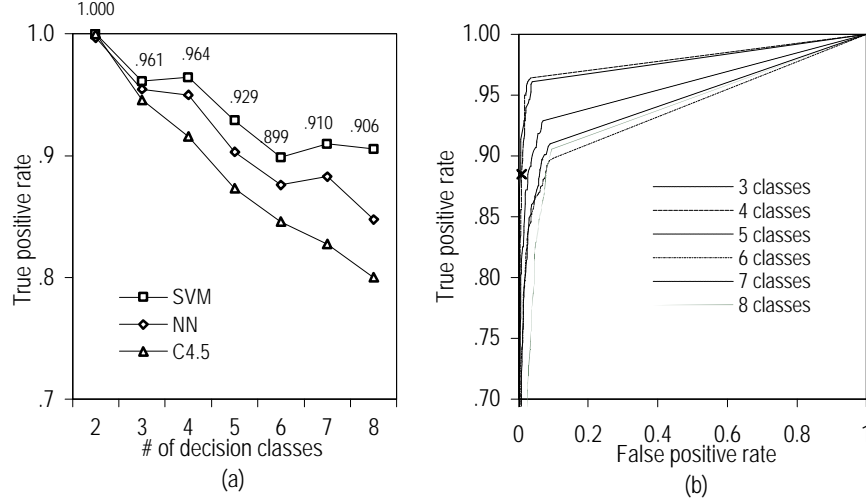 1.000
1.0
.961
.964
.929
899
.910
.906
.9
.8
.7
True positive rate
SVM
NN
C4.5
2 3 4 5 6 7 8
# of decision classes
(a)
1.00
.95
.90
.85
.80
.75
.70
True positive rate
3 classes
4 classes
5 classes
6 classes
7 classes
8 classes
0 0.2 0.4 0.6 0.8 1
False positive rate
(b)